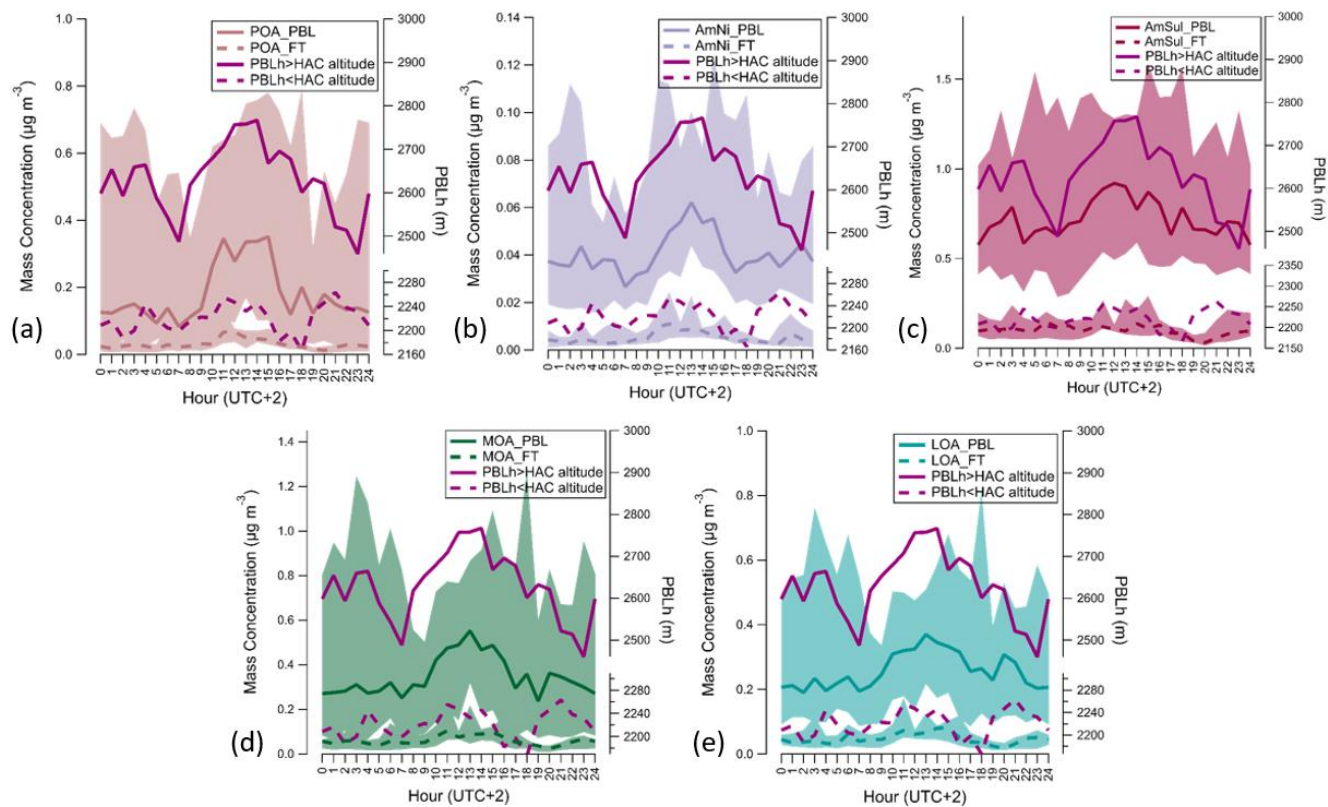 1.0
0.8
0.6
0.4
0.2
0.0
Mass Concentration (µg m⁻³)
POA_PBL
POA_FT
PBLh>HAC altitude
PBLh<HAC altitude
3000
2900
2800
2700
2600
2500
2280
2240
2200
2160
PBLh (m)
(a)
0 1 2 3 4 5 6 7 8 9 10 11 12 13 14 15 16 17 18 19 20 21 22 23 24
Hour (UTC+2)
0.14
0.12
0.10
0.08
0.06
0.04
0.02
0.00
Mass Concentration (µg m⁻³)
AmNi_PBL
AmNi_FT
PBLh>HAC altitude
PBLh<HAC altitude
3000
2900
2800
2700
2600
2500
2280
2240
2200
2160
PBLh (m)
(b)
0 1 2 3 4 5 6 7 8 9 10 11 12 13 14 15 16 17 18 19 20 21 22 23 24
Hour (UTC+2)
1.5
1.0
0.5
0.0
Mass Concentration (µg m⁻³)
AmSul_PBL
AmSul_FT
PBLh>HAC altitude
PBLh<HAC altitude
3000
2900
2800
2700
2600
2500
2350
2300
2250
2200
2150
PBLh (m)
(c)
0 1 2 3 4 5 6 7 8 9 10 11 12 13 14 15 16 17 18 19 20 21 22 23 24
Hour (UTC+2)
1.4
1.2
1.0
0.8
0.6
0.4
0.2
0.0
Mass Concentration (µg m⁻³)
MOA_PBL
MOA_FT
PBLh>HAC altitude
PBLh<HAC altitude
3000
2900
2800
2700
2600
2500
2280
2240
2200
PBLh (m)
(d)
0 1 2 3 4 5 6 7 8 9 10 11 12 13 14 15 16 17 18 19 20 21 22 23 24
Hour (UTC+2)
1.0
0.8
0.6
0.4
0.2
0.0
Mass Concentration (µg m⁻³)
LOA_PBL
LOA_FT
PBLh>HAC altitude
PBLh<HAC altitude
3000
2900
2800
2700
2600
2500
2280
2240
2200
PBLh (m)
(e)
0 1 2 3 4 5 6 7 8 9 10 11 12 13 14 15 16 17 18 19 20 21 22 23 24
Hour (UTC+2)